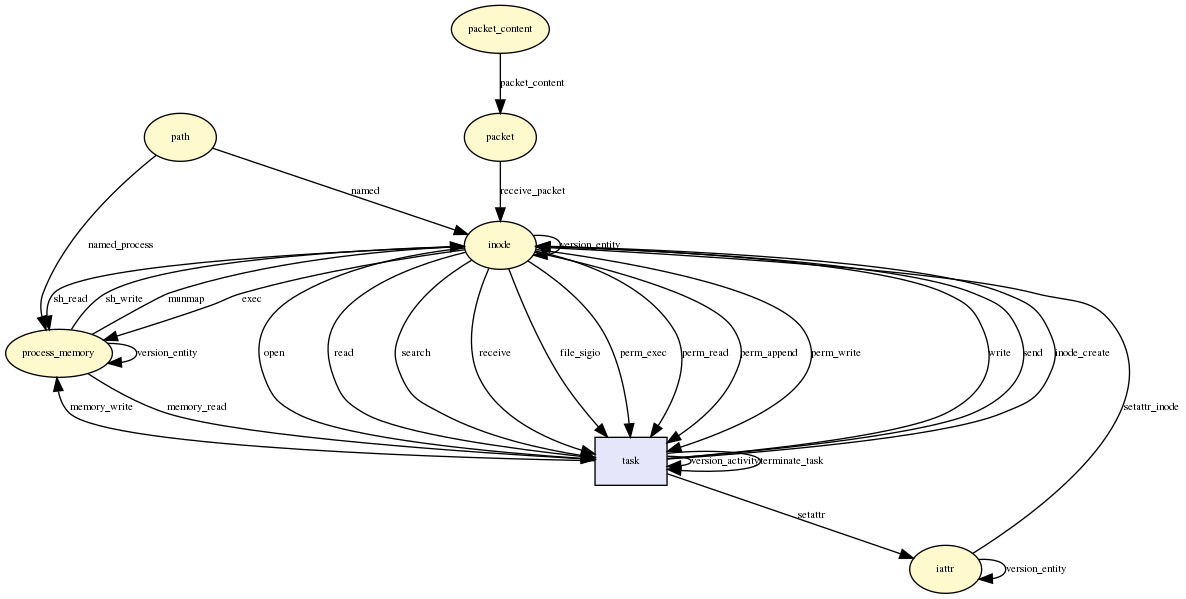 packet_content
packet_content
path
packet
named
receive_packet
named_process
inode
version_entity
sh_read
sh_write
munmap
exec
process_memory
version_entity
open
read
search
receive
file_sigio
perm_exec
perm_read
perm_append
perm_write
write
send
inode_create
memory_write
memory_read
setattr_inode
task
version_activity
terminate_task
setattr
iattr
version_entity